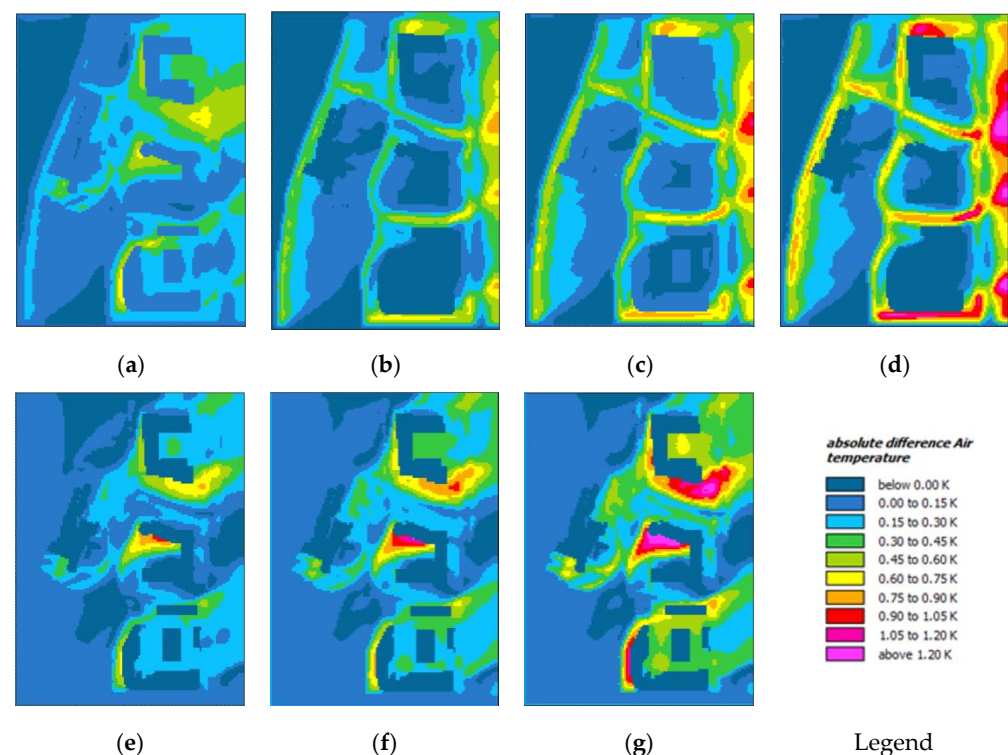 (a)
(b)
(c)
(d)
absolute difference Air
temperature
below 0.00 K
0.00 to 0.15 K
0.15 to 0.30 K
0.30 to 0.45 K
0.45 to 0.60 K
0.60 to 0.75 K
0.75 to 0.90 K
0.90 to 1.05 K
1.05 to 1.20 K
above 1.20 K
(e)
(f)
(g)
Legend